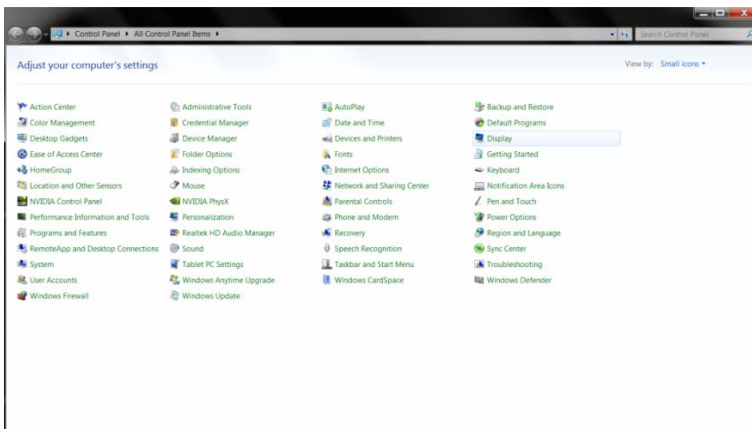 Control Panel All Control Panel Items Search Control Panel
Adjust your computer's settings View by: Small icons
Action Center Administrative Tools AutoPlay Backup and Restore
Color Management Credential Manager Date and Time Default Programs
Desktop Gadgets Device Manager Devices and Printers Display
Ease of Access Center Folder Options Fonts Getting Started
HomeGroup Indexing Options Internet Options Keyboard
Location and Other Sensors Mouse Network and Sharing Center Notification Area Icons
NVIDIA Control Panel NVIDIA PhysX Parental Controls Pen and Touch
Performance Information and Tools Personalization Phone and Modem Power Options
Programs and Features Realtek HD Audio Manager Recovery Region and Language
RemoteApp and Desktop Connections Sound Speech Recognition Sync Center
System Tablet PC Settings Taskbar and Start Menu Troubleshooting
User Accounts Windows Anytime Upgrade Windows CardSpace Windows Defender
Windows Firewall Windows Update